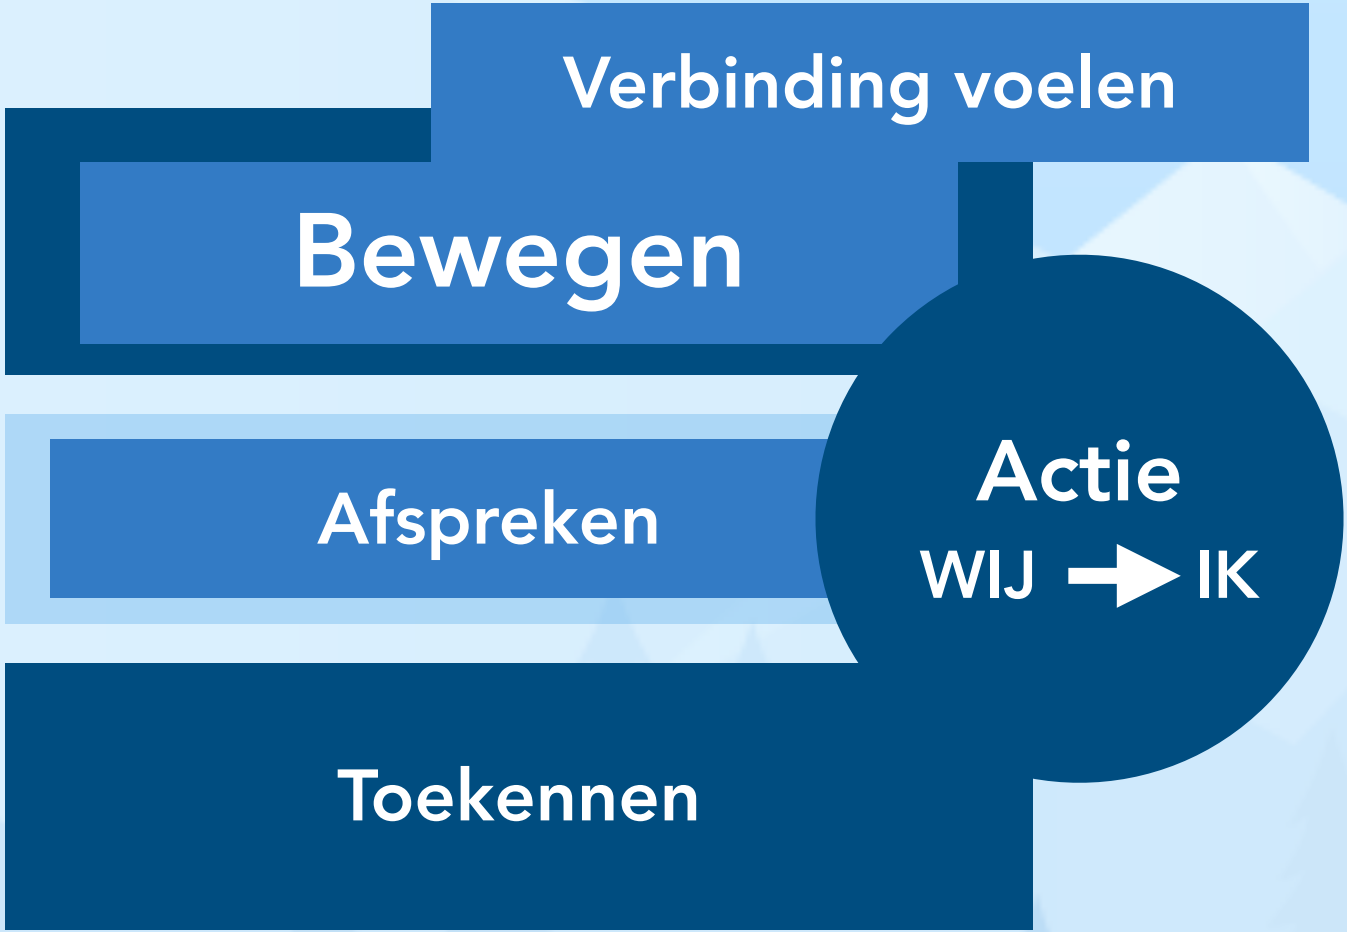 Verbinding voelen
Bewegen
Afspreken
Actie
WIJ → IK
Toekennen